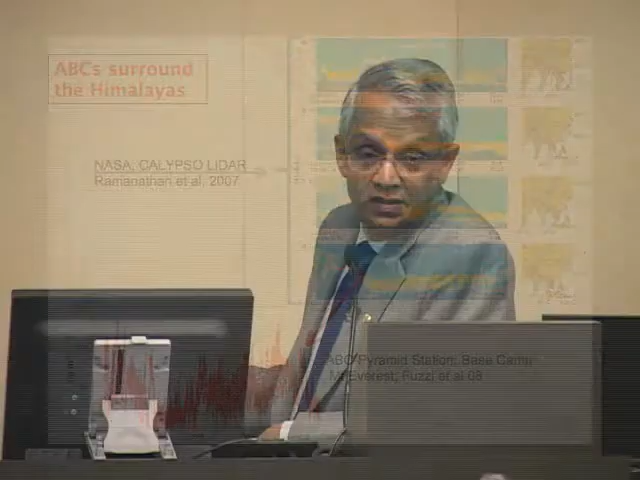 ABCs surround
the Himalayas
NASA, CALYPSO LIDAR
Ramanathan et al. 2007
ABC Pyramid Station; Base Camp
Mt Everest; Fuzzi et al 08